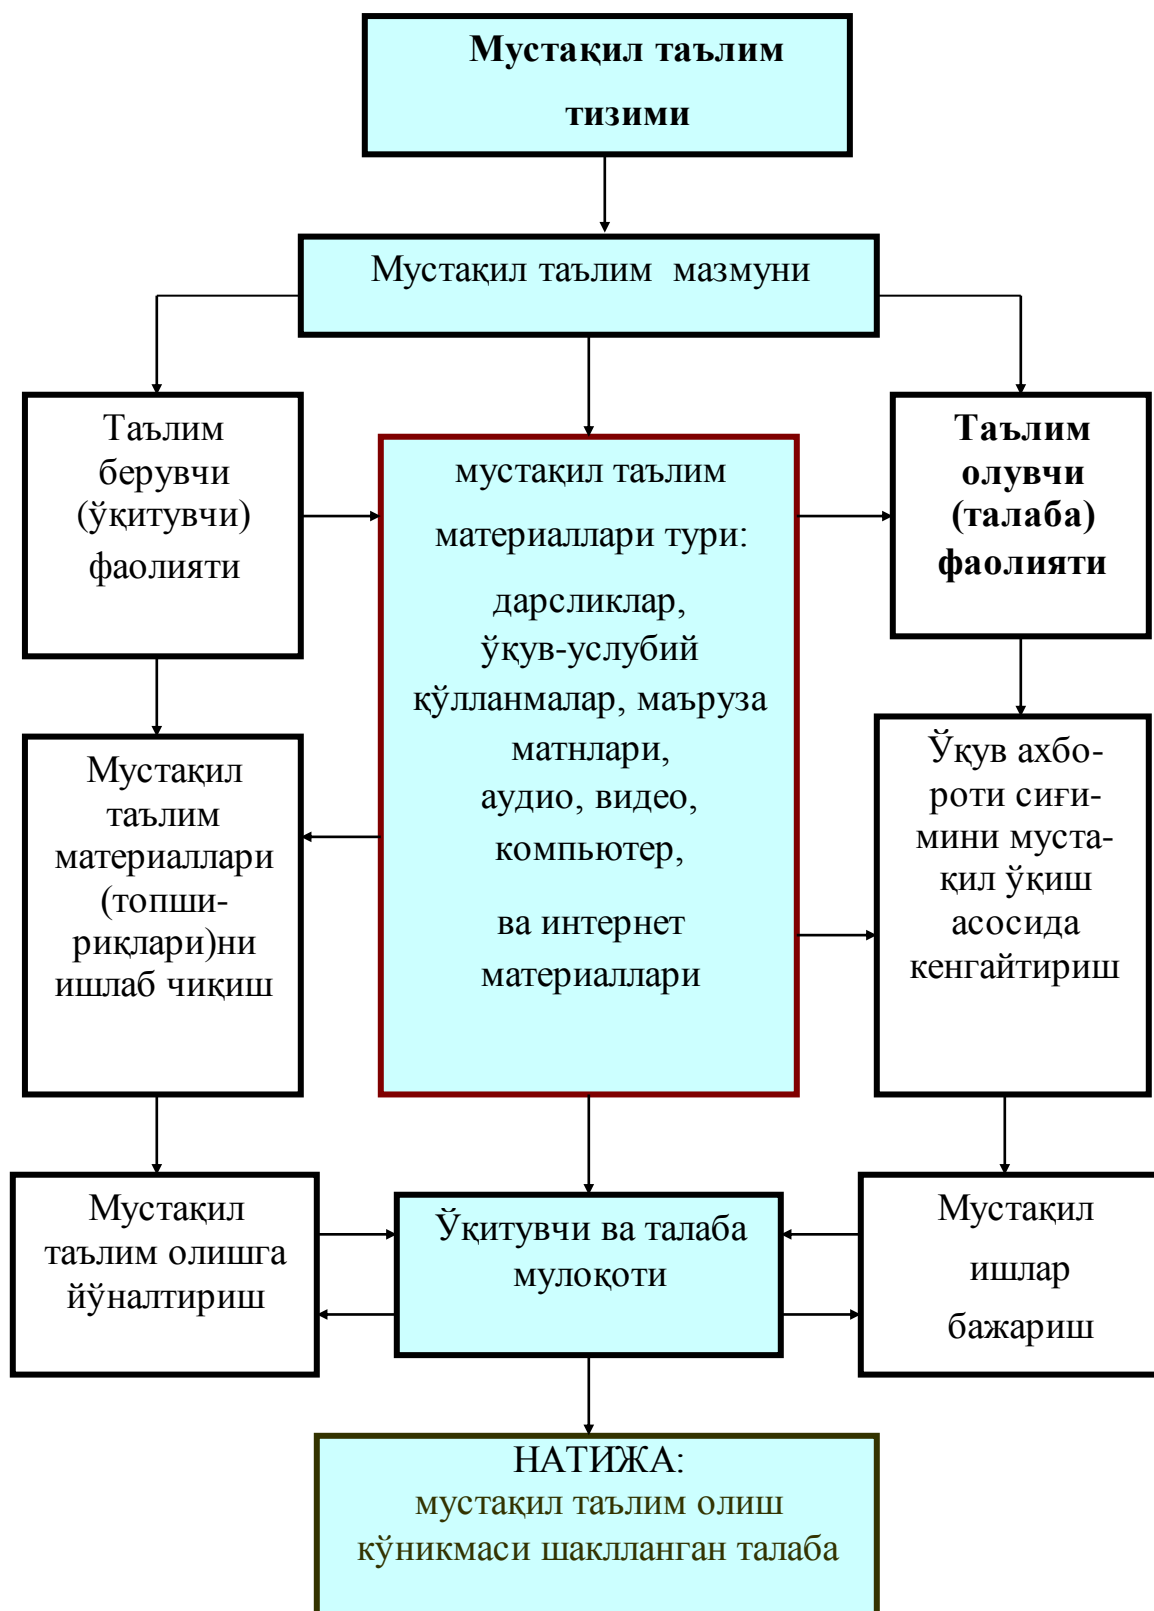 Мустақил таълим
тизими
Мустақил таълим мазмуни
Таълим
берувчи
(ўқитувчи)
фаолияти
мустақил таълим
материаллари тури:
дарсликлар,
ўқув-услубий
қўлланмалар, маъруза
матнлари,
аудио, видео,
компьютер,
ва интернет
материаллари
Таълим
олувчи
(талаба)
фаолияти
Мустақил
таълим
материаллари
(топши-
риқлари)ни
ишлаб чиқиш
Ўқув ахбо-
роти сиғи-
мини муста-
қил ўқиш
асосида
кенгайтириш
Мустақил
таълим олишга
йўналтириш
Ўқитувчи ва талаба
мулоқоти
Мустақил
ишлар
бажариш
НАТИЖА:
мустақил таълим олиш
кўникмаси шаклланган талаба